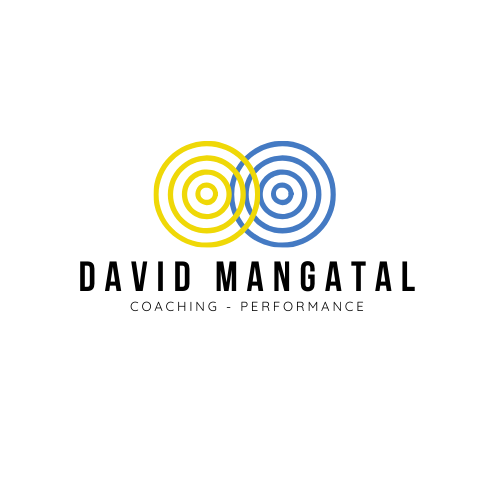 DAVID MANGATAL
COACHING - PERFORMANCE